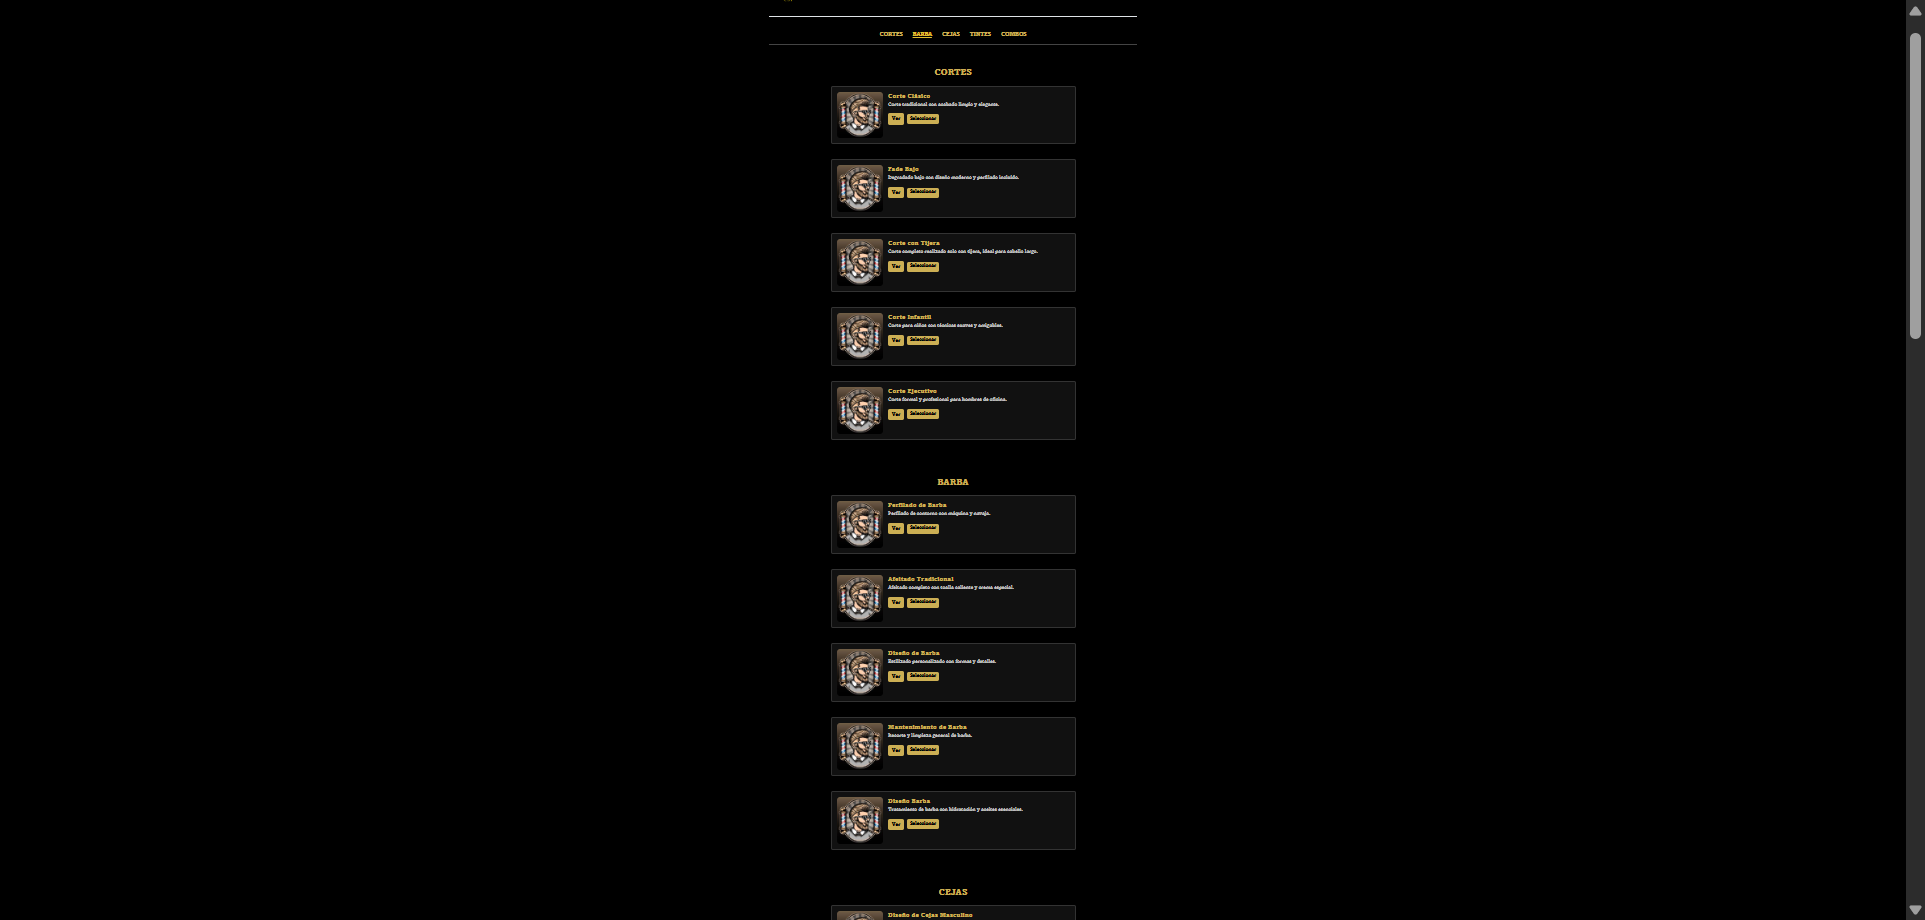 CORTES BARBA CEJAS TINTES COMBOS
CORTES
Corte Clásico
Corte tradicional con acabado limpio y elegante.
Ver Seleccionar
Fade Bajo
Degradado bajo con diseño moderno y perfilado incluido.
Ver Seleccionar
Corte con Tijera
Corte completo realizado solo con tijera, ideal para cabello largo.
Ver Seleccionar
Corte Infantil
Corte para niños con técnicas suaves y amigables.
Ver Seleccionar
Corte Ejecutivo
Corte formal y profesional para hombres de oficina.
Ver Seleccionar
BARBA
Perfilado de Barba
Perfilado de contorno con máquina y navaja.
Ver Seleccionar
Afeitado Tradicional
Afeitado completo con toalla caliente y crema especial.
Ver Seleccionar
Diseño de Barba
Estilizado personalizado con formas y detalles.
Ver Seleccionar
Mantenimiento de Barba
Recorte y limpieza general de barba.
Ver Seleccionar
Diseño Barba
Tratamiento de barba con hidratación y aceites esenciales.
Ver Seleccionar
CEJAS
Diseño de Cejas Masculino